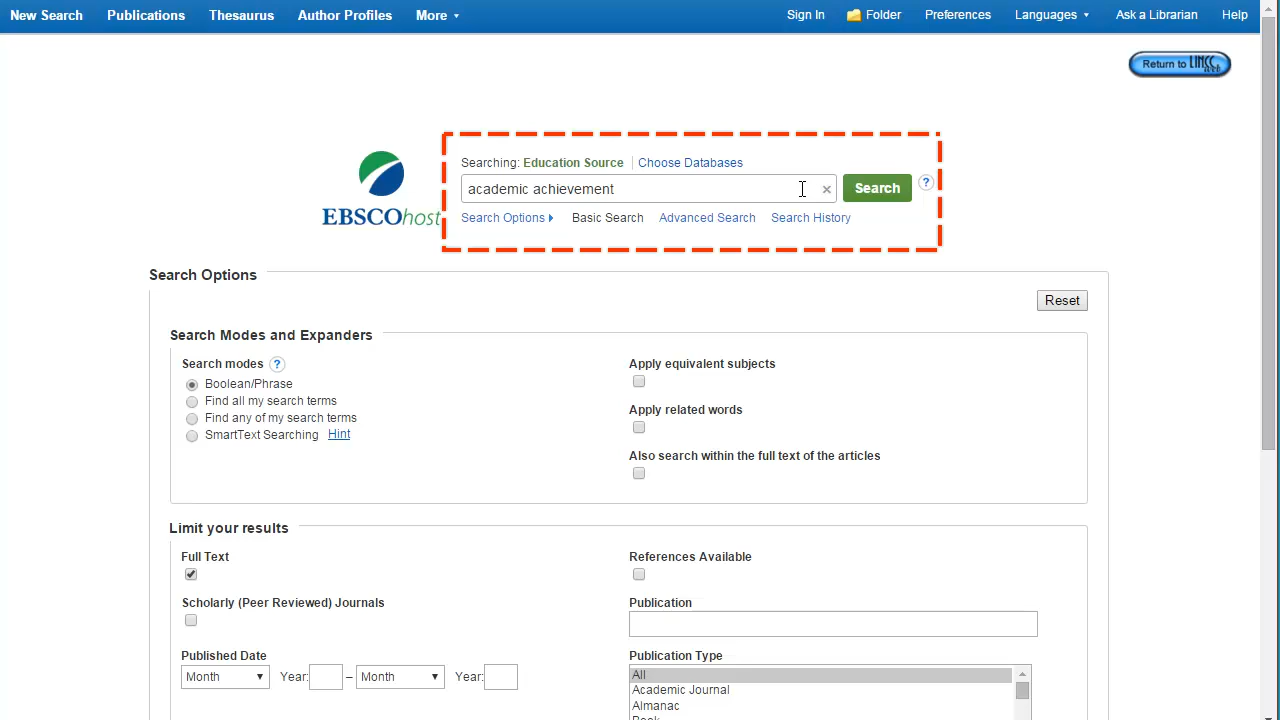 New Search Publications Thesaurus Author Profiles More Sign In Folder Preferences Languages Ask a Librarian Help
Return to LINCC web
EBSCOhost
Searching: Education Source Choose Databases
academic achievement × Search ?
Search Options Basic Search Advanced Search Search History
Search Options
Reset
Search Modes and Expanders
Search modes ? Apply equivalent subjects
Boolean/Phrase
Find all my search terms
Apply related words
Find any of my search terms
SmartText Searching Hint
Also search within the full text of the articles
Limit your results
Full Text References Available
Scholarly (Peer Reviewed) Journals Publication
Published Date Publication Type
Month Year: – Month Year:
All
Academic Journal
Almanac
Book